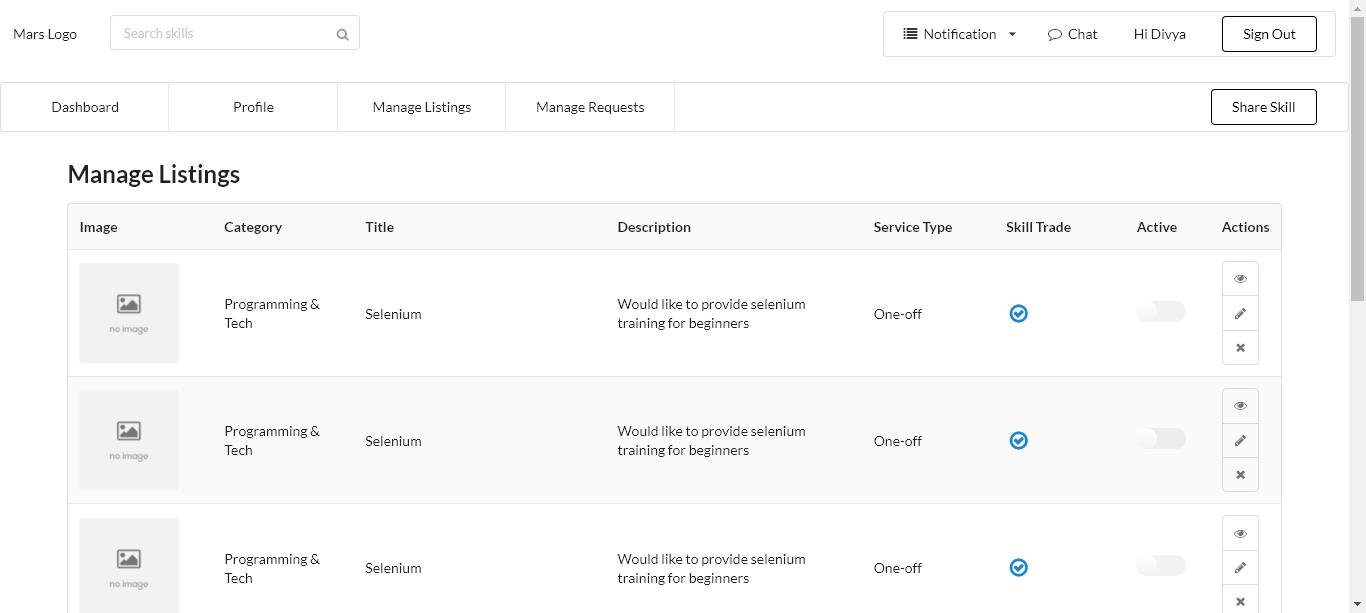 Mars Logo
Search skills
Notification
Chat
Hi Divya
Sign Out
Dashboard
Profile
Manage Listings
Manage Requests
Share Skill
Manage Listings
Image
Category
Title
Description
Service Type
Skill Trade
Active
Actions
no image
Programming &
Tech
Selenium
Would like to provide selenium
training for beginners
One-off
no image
Programming &
Tech
Selenium
Would like to provide selenium
training for beginners
One-off
no image
Programming &
Tech
Selenium
Would like to provide selenium
training for beginners
One-off